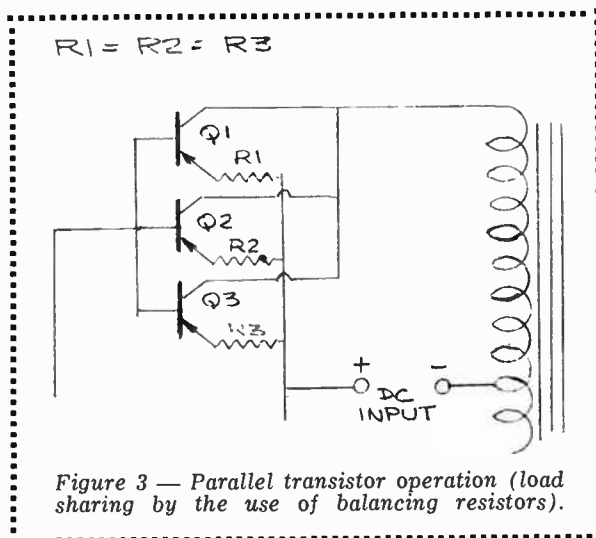 R1 = R2 = R3
Q1
R1
Q2
R2
Q3
R3
+ -
DC
INPUT
Figure 3 — Parallel transistor operation (load
sharing by the use of balancing resistors).